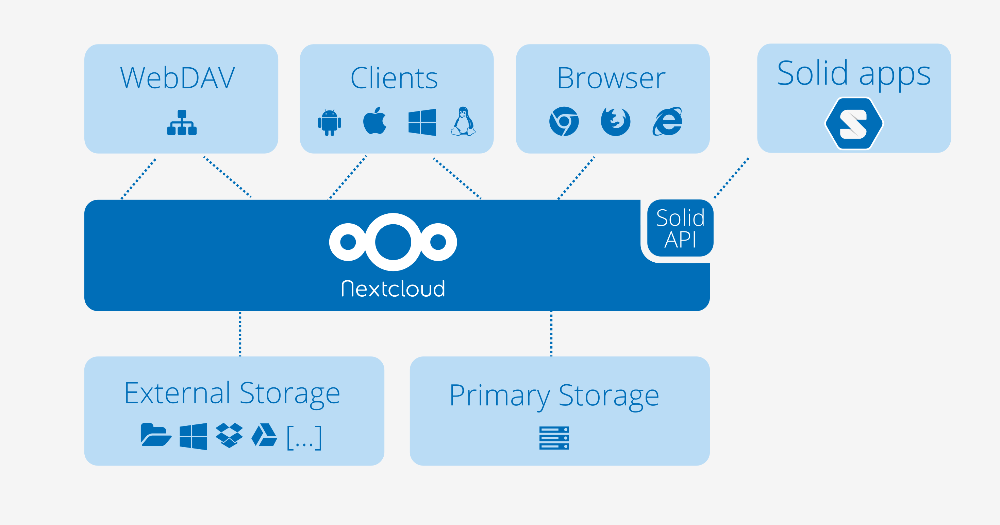 WebDAV
Clients
Browser
Solid apps
Solid
API
Nextcloud
External Storage
[...]
Primary Storage